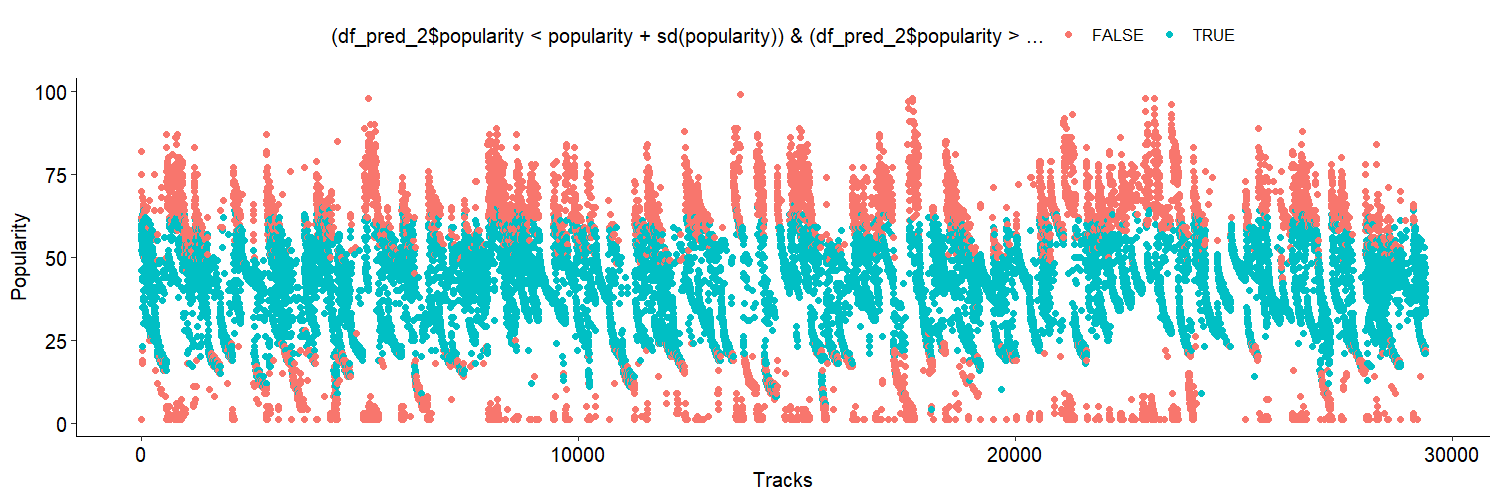 (df_pred_2$popularity < popularity + sd(popularity)) & (df_pred_2$popularity > ... FALSE TRUE
100
75
50
25
0
Popularity
0 10000 20000 30000
Tracks